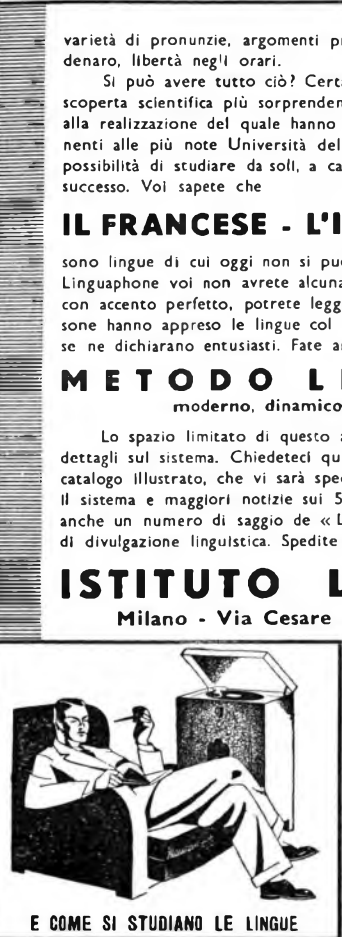 varietà di pronunzie, argomenti p
denaro, libertà negli orari.
Si può avere tutto ciò? Cert
scoperta scientifica più sorprenden
alla realizzazione del quale hanno
nenti alle più note Università del
possibilità di studiare da soli, a ca
successo. Voi sapete che
IL FRANCESE - L'I
sono lingue di cui oggi non si pu
Linguaphone voi non avrete alcuna
con accento perfetto, potrete legg
sone hanno appreso le lingue col
se ne dichiarano entusiasti. Fate a
METODO LI
moderno, dinamico
Lo spazio limitato di questo a
dettagli sul sistema. Chiedeteci qu
catalogo illustrato, che vi sarà spe
il sistema e maggiori notizie sui 5
anche un numero di saggio de « L
di divulgazione linguistica. Spedite
ISTITUTO L
Milano - Via Cesare
E COME SI STUDIANO LE LINGUE